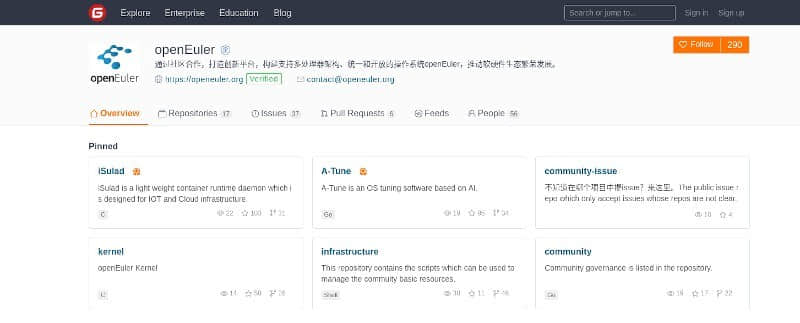 Explore Enterprise Education Blog Search or jump to... Sign in Sign up
openEuler
Follow 290
通过社区合作，打造创新平台，构建支持多处理器架构、统一和开放的操作系统openEuler，推动软硬件生态繁荣发展。
openEuler
https://openeuler.org Verified contact@openeuler.org
Overview Repositories 17 Issues 27 Pull Requests 6 Feeds People 56
Pinned
iSulad A-Tune community-issue
iSulad is a light weight container runtime daemon which i
s designed for IOT and Cloud infrastructure.
C 22 100 31
A-Tune is an OS tuning software based on AI.
Go 19 95 34
不知道在哪个项目中提issue？来这里。The public issue r
epo which only accept issues whose repos are not clear.
16 4
kernel infrastructure community
openEuler Kernel
C 14 50
This repository contains the scripts which can be used to
manage the commuity basic resources.
Shell 11 46
Community governance is listed in the repository.
Go 17 22